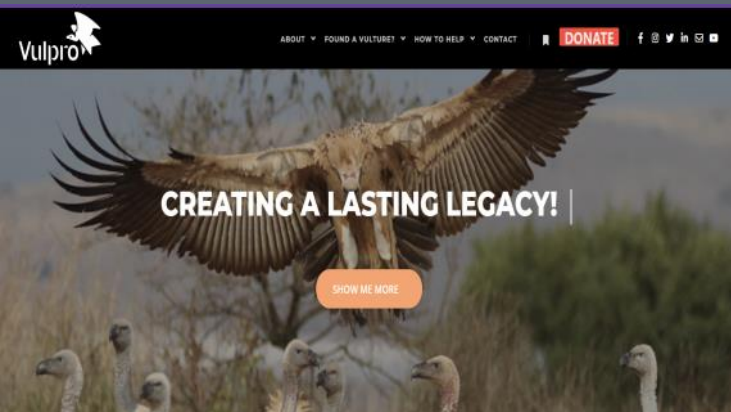 Vulpro
ABOUT FOUND A VULTURE? HOW TO HELP CONTACT DONATE
CREATING A LASTING LEGACY!
SHOW ME MORE